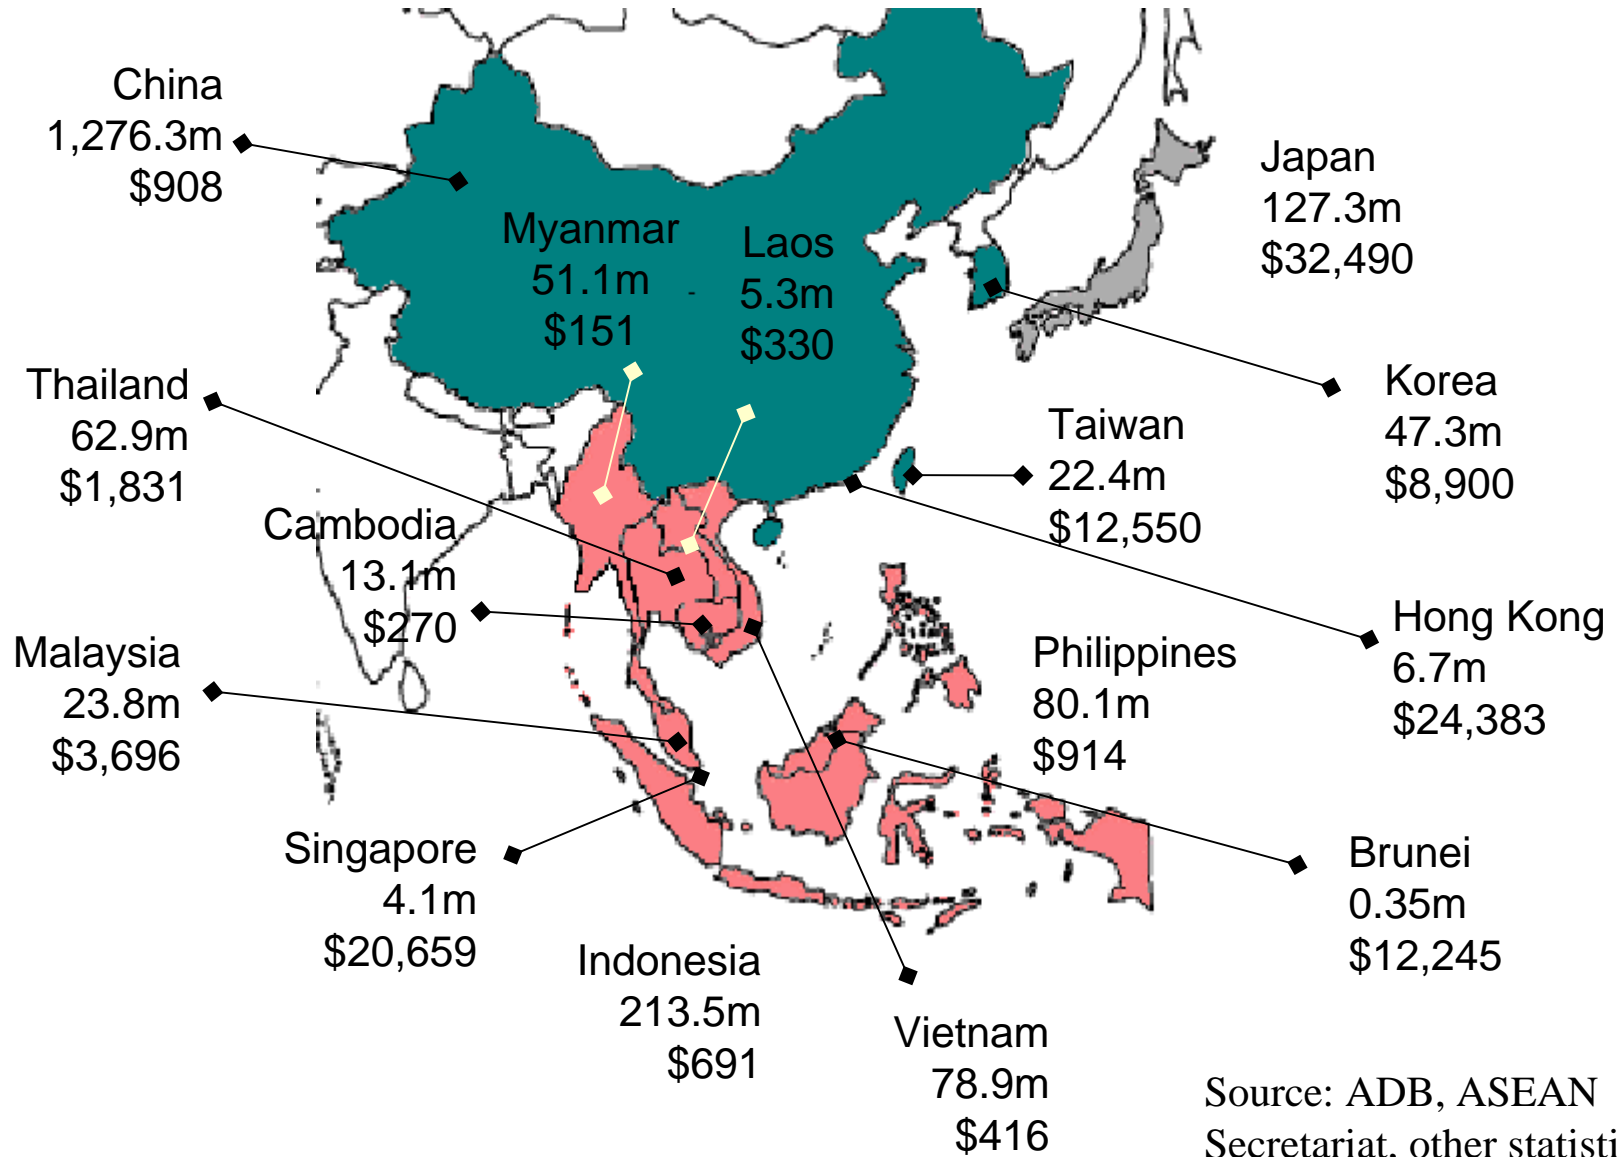 China
1,276.3m
$908
Myanmar
51.1m
$151
Laos
5.3m
$330
Japan
127.3m
$32,490
Thailand
62.9m
$1,831
Korea
47.3m
$8,900
Taiwan
22.4m
$12,550
Cambodia
13.1m
$270
Hong Kong
6.7m
$24,383
Malaysia
23.8m
$3,696
Philippines
80.1m
$914
Singapore
4.1m
$20,659
Brunei
0.35m
$12,245
Indonesia
213.5m
$691
Vietnam
78.9m
$416
Source: ADB, ASEAN
Secretariat, other statisti